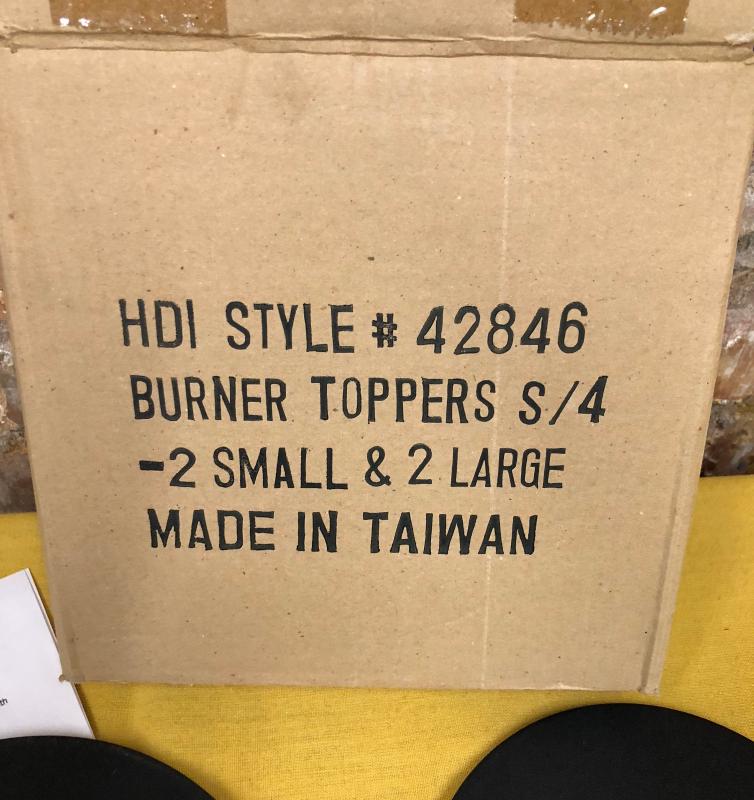 HDI STYLE # 42846
BURNER TOPPERS S/4
-2 SMALL & 2 LARGE
MADE IN TAIWAN